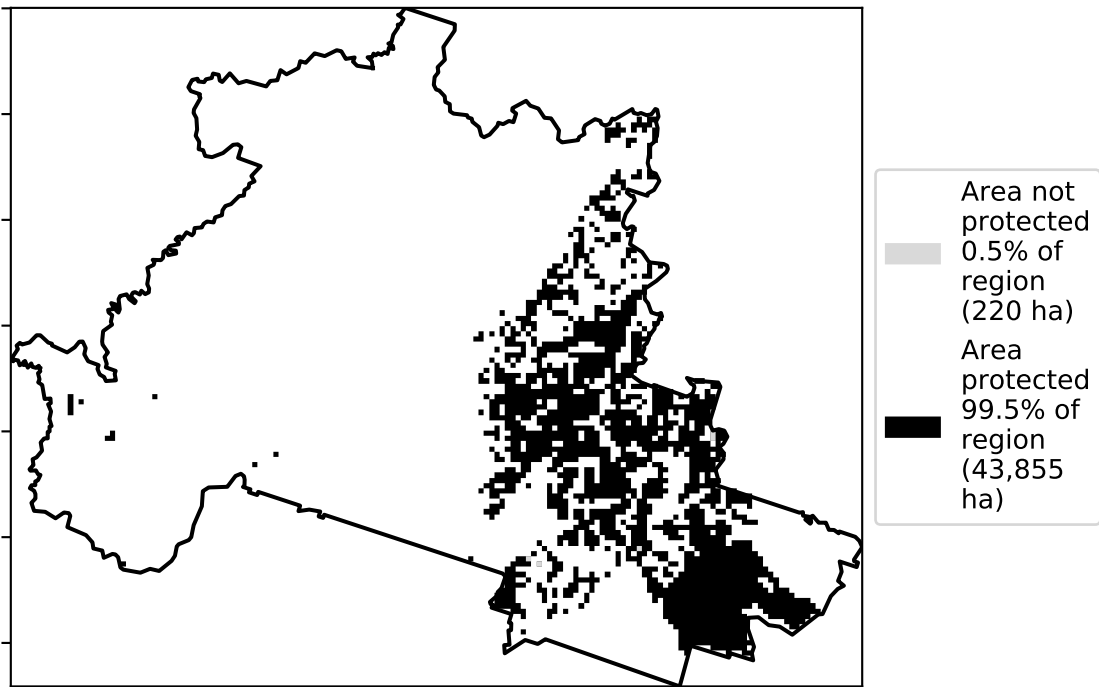 Area not
protected
0.5% of
region
(220 ha)
Area
protected
99.5% of
region
(43,855
ha)